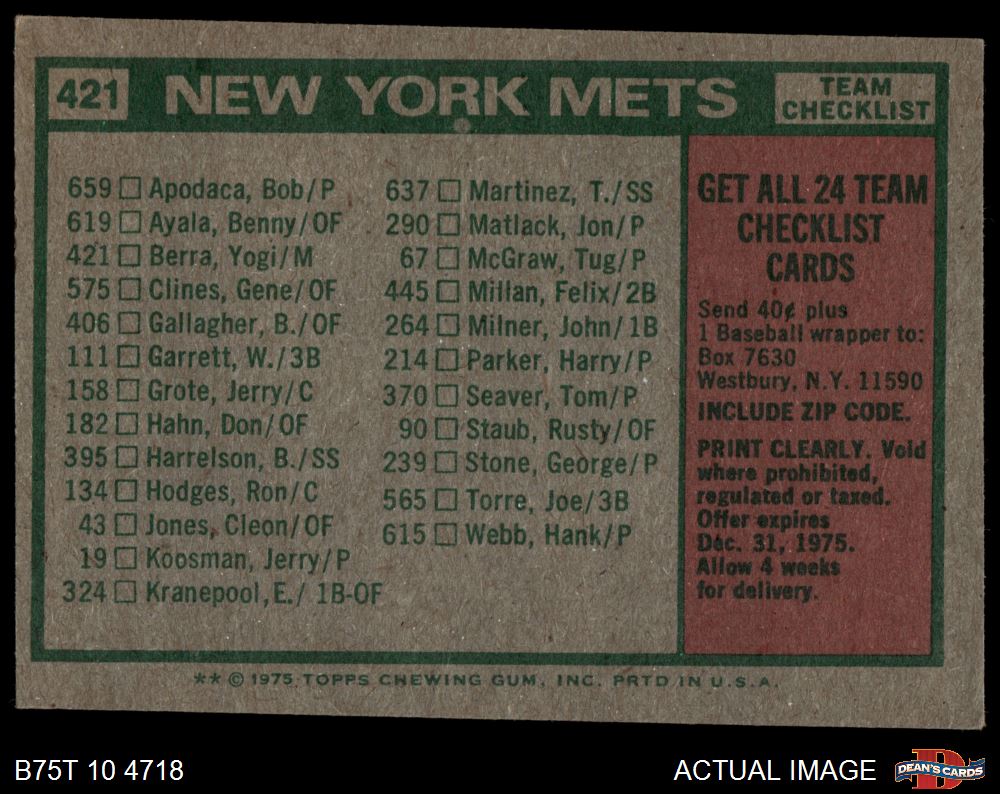 421 NEW YORK METS TEAM CHECKLIST
659 □ Apodaca, Bob/P
619 □ Ayala, Benny/OF
421 □ Berra, Yogi/M
575 □ Clines, Gene/OF
406 □ Gallagher, B./OF
111 □ Garrett, W./3B
158 □ Grote, Jerry/C
182 □ Hahn, Don/OF
395 □ Harrelson, B./SS
134 □ Hodges, Ron/C
43 □ Jones, Cleon/OF
19 □ Koosman, Jerry/P
324 □ Kranepool, E./ 1B-OF
637 □ Martinez, T./SS
290 □ Matlack, Jon/P
67 □ McGraw, Tug/P
445 □ Millan, Felix/2B
264 □ Milner, John/1B
214 □ Parker, Harry/P
370 □ Seaver, Tom/P
90 □ Staub, Rusty/OF
239 □ Stone, George/P
565 □ Torre, Joe/3B
615 □ Webb, Hank/P
GET ALL 24 TEAM
CHECKLIST
CARDS
Send 40¢ plus
1 Baseball wrapper to:
Box 7630
Westbury, N.Y. 11590
INCLUDE ZIP CODE.
PRINT CLEARLY. Void
where prohibited,
regulated or taxed.
Offer expires
Dec. 31, 1975.
Allow 4 weeks
for delivery.
** © 1975 TOPPS CHEWING GUM, INC. PRTD IN U.S.A.
B75T 10 4718
ACTUAL IMAGE
DEAN'S CARDS